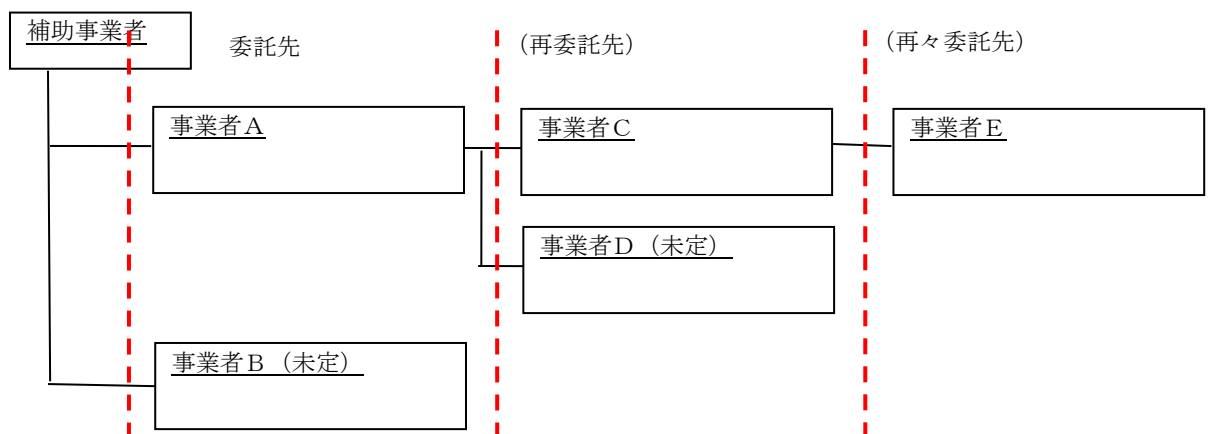 補助事業者
委託先
（再委託先）
（再々委託先）
事業者Ａ
事業者Ｃ
事業者Ｅ
事業者Ｄ（未定）
事業者Ｂ（未定）